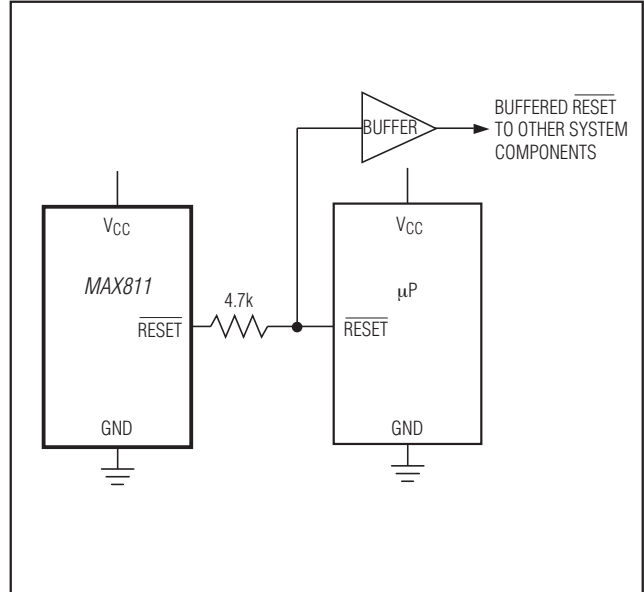 BUFFER
BUFFERED RESET
TO OTHER SYSTEM
COMPONENTS
VCC
MAX811
RESET
GND
4.7k
VCC
μP
RESET
GND